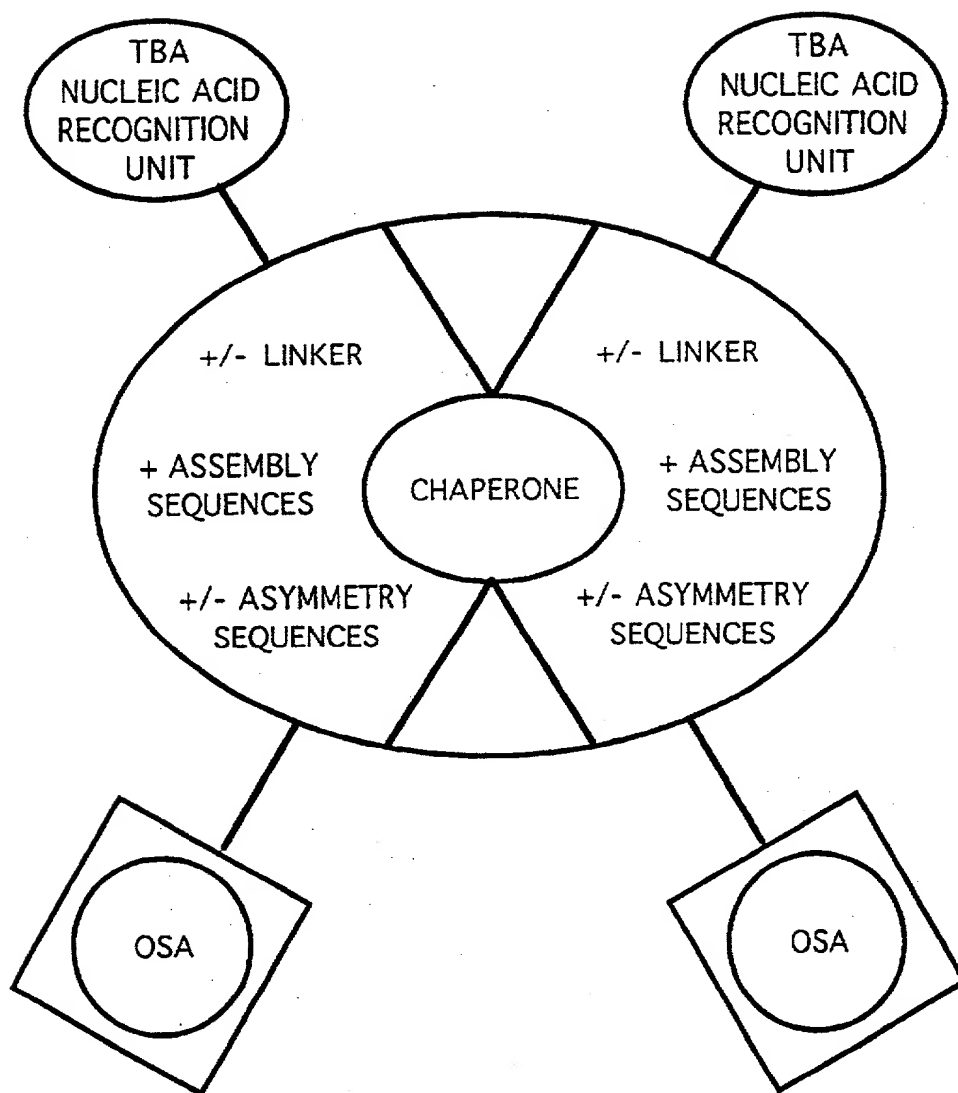 TBA
NUCLEIC ACID
RECOGNITION
UNIT
TBA
NUCLEIC ACID
RECOGNITION
UNIT
+/- LINKER
+/- LINKER
+ ASSEMBLY
SEQUENCES
CHAPERONE
+ ASSEMBLY
SEQUENCES
+/- ASYMMETRY
SEQUENCES
+/- ASYMMETRY
SEQUENCES
OSA
OSA